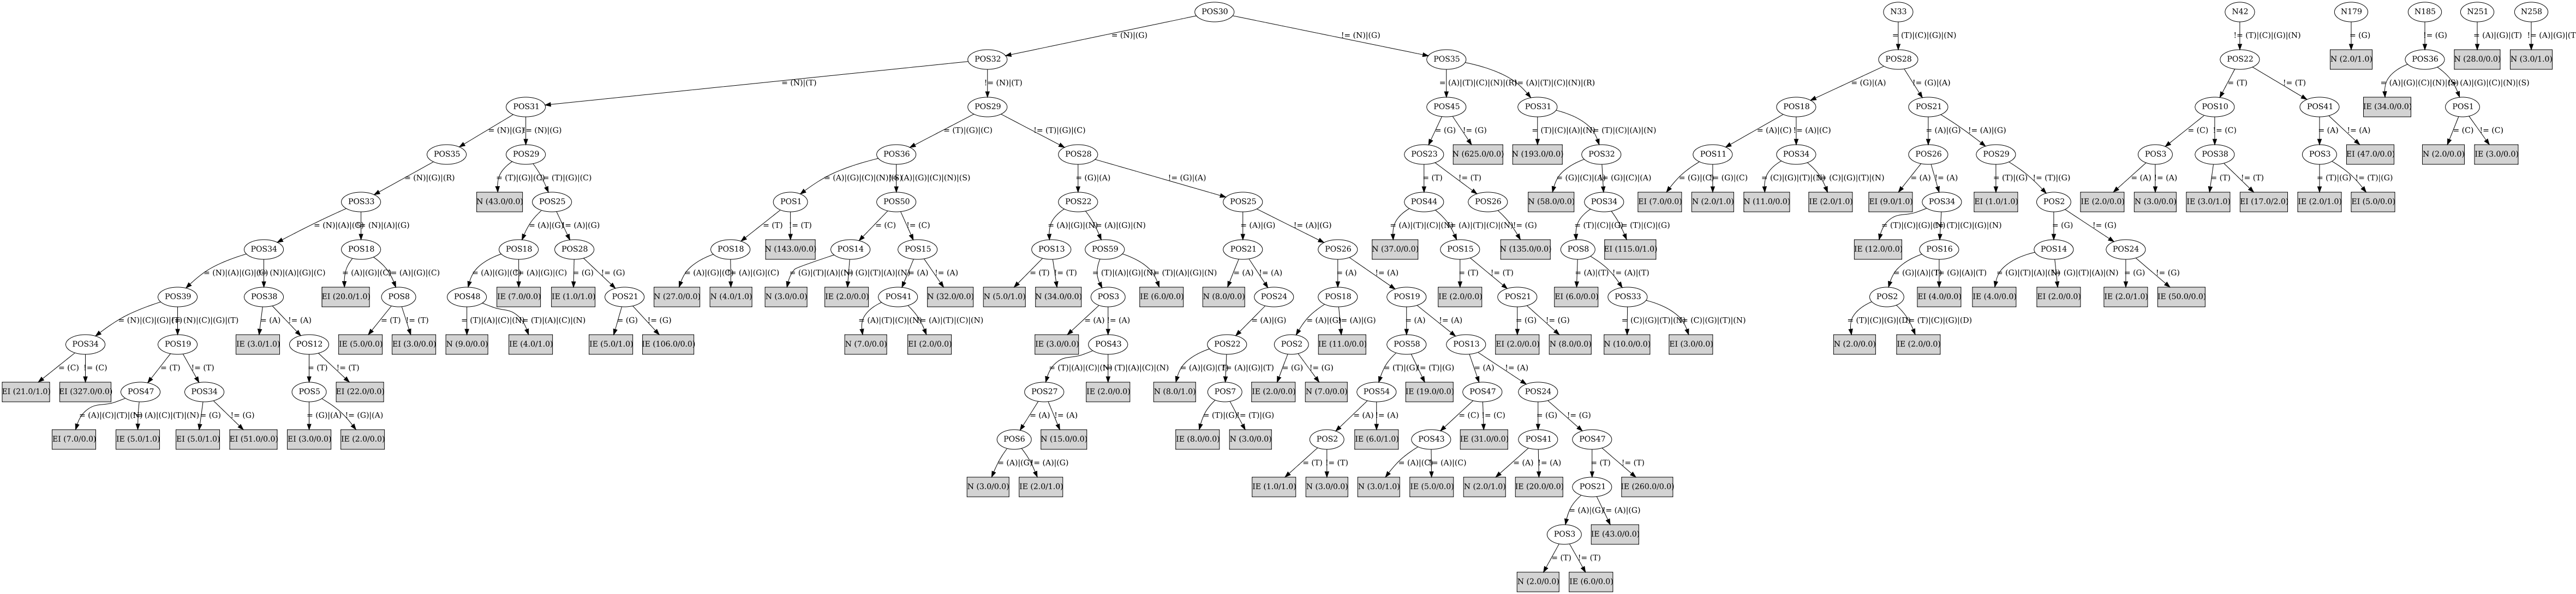 POS30 N33 N42 N179 N185 N251 N258
= (N)|(G) != (N)|(G) = (T)|(C)|(G)|(N) != (T)|(C)|(G)|(N) = (G) != (G) = (A)|(G)|(T) != (A)|(G)|(T
POS32 POS35 POS28 POS22 N (2.0/1.0) POS36 N (28.0/0.0) N (3.0/1.0)
= (N)|(T) != (N)|(T) = (A)|(T)|(C)|(N)|(R) = (A)|(T)|(C)|(N)|(R) = (G)|(A) != (G)|(A) = (T) != (T) = (A)|(G)|(C)|(N)|(S) (A)|(G)|(C)|(N)|(S)
POS31 POS29 POS45 POS31 POS18 POS21 POS10 POS41 IE (34.0/0.0) POS1
= (N)|(G) != (N)|(G) = (T)|(G)|(C) != (T)|(G)|(C) = (G) != (G) = (T)|(C)|(A)|(N) = (T)|(C)|(A)|(N) = (A)|(C) != (A)|(C) = (A)|(G) != (A)|(G) = (C) != (C) = (A) != (A) = (C) != (C)
POS35 POS29 POS36 POS28 POS23 N (625.0/0.0) N (193.0/0.0) POS32 POS11 POS34 POS26 POS29 POS3 POS38 POS3 EI (47.0/0.0) N (2.0/0.0) IE (3.0/0.0)
= (N)|(G)|(R) = (T)|(G)|(C) = (T)|(G)|(C) = (A)|(G)|(C)|(N)|(S) (A)|(G)|(C)|(N)|(S) = (G)|(A) != (G)|(A) = (T) != (T) = (G)|(C)|(A) = (G)|(C)|(A) = (G)|(C) != (G)|(C) = (C)|(G)|(T)|(N) = (C)|(G)|(T)|(N) = (A) != (A) = (T)|(G) != (T)|(G) = (A) != (A) = (T) != (T) = (T)|(G) != (T)|(G)
POS33 N (43.0/0.0) POS25 POS1 POS50 POS22 POS25 POS44 POS26 N (58.0/0.0) POS34 EI (7.0/0.0) N (2.0/1.0) N (11.0/0.0) IE (2.0/1.0) EI (9.0/1.0) POS34 EI (1.0/1.0) POS2 IE (2.0/0.0) N (3.0/0.0) IE (3.0/1.0) EI (17.0/2.0) IE (2.0/1.0) EI (5.0/0.0)
= (N)|(A)|(G) = (N)|(A)|(G) = (A)|(G) != (A)|(G) = (T) != (T) = (C) != (C) = (A)|(G)|(N) = (A)|(G)|(N) = (A)|(G) != (A)|(G) = (A)|(T)|(C)|(N) = (A)|(T)|(C)|(N) = (G) != (G) = (T)|(C)|(G) = (T)|(C)|(G) = (T)|(C)|(G)|(N) = (T)|(C)|(G)|(N) = (G) != (G)
POS34 POS18 POS18 POS28 POS18 N (143.0/0.0) POS14 POS15 POS13 POS59 POS21 POS26 N (37.0/0.0) POS15 N (135.0/0.0) POS8 EI (115.0/1.0) IE (12.0/0.0) POS16 POS14 POS24
= (N)|(A)|(G)|(C) = (N)|(A)|(G)|(C) = (A)|(G)|(C) = (A)|(G)|(C) = (A)|(G)|(C) = (A)|(G)|(C) = (G) != (G) = (A)|(G)|(C) != (A)|(G)|(C) = (G)|(T)|(A)|(N) = (G)|(T)|(A)|(N) = (A) != (A) = (T) != (T) = (T)|(A)|(G)|(N) = (T)|(A)|(G)|(N) = (A) != (A) = (A) != (A) = (T) != (T) = (A)|(T) != (A)|(T) = (G)|(A)|(T) = (G)|(A)|(T) = (G)|(T)|(A)|(N) = (G)|(T)|(A)|(N) = (G) != (G)
POS39 POS38 EI (20.0/1.0) POS8 POS48 IE (7.0/0.0) IE (1.0/1.0) POS21 N (27.0/0.0) N (4.0/1.0) N (3.0/0.0) IE (2.0/0.0) POS41 N (32.0/0.0) N (5.0/1.0) N (34.0/0.0) POS3 IE (6.0/0.0) N (8.0/0.0) POS24 POS18 POS19 IE (2.0/0.0) POS21 EI (6.0/0.0) POS33 POS2 EI (4.0/0.0) IE (4.0/0.0) EI (2.0/0.0) IE (2.0/1.0) IE (50.0/0.0)
= (N)|(C)|(G)|(T) = (N)|(C)|(G)|(T) = (A) != (A) = (T) != (T) = (T)|(A)|(C)|(N) = (T)|(A)|(C)|(N) = (G) != (G) = (A)|(T)|(C)|(N) = (A)|(T)|(C)|(N) = (A) != (A) = (A)|(G) = (A)|(G) != (A)|(G) = (A) != (A) = (G) != (G) = (C)|(G)|(T)|(N) = (C)|(G)|(T)|(N) = (T)|(C)|(G)|(D) = (T)|(C)|(G)|(D)
POS34 POS19 IE (3.0/1.0) POS12 IE (5.0/0.0) EI (3.0/0.0) N (9.0/0.0) IE (4.0/1.0) IE (5.0/1.0) IE (106.0/0.0) N (7.0/0.0) EI (2.0/0.0) IE (3.0/0.0) POS43 POS22 POS2 IE (11.0/0.0) POS58 POS13 EI (2.0/0.0) N (8.0/0.0) N (10.0/0.0) EI (3.0/0.0) N (2.0/0.0) IE (2.0/0.0)
= (C) != (C) = (T) != (T) = (T) != (T) = (T)|(A)|(C)|(N) (T)|(A)|(C)|(N) = (A)|(G)|(T) = (A)|(G)|(T) = (G) != (G) = (T)|(G) != (T)|(G) = (A) != (A)
EI (21.0/1.0) EI (327.0/0.0) POS47 POS34 POS5 EI (22.0/0.0) POS27 IE (2.0/0.0) N (8.0/1.0) POS7 IE (2.0/0.0) N (7.0/0.0) POS54 IE (19.0/0.0) POS47 POS24
= (A)|(C)|(T)|(N) (A)|(C)|(T)|(N) = (G) != (G) = (G)|(A) != (G)|(A) = (A) != (A) = (T)|(G) = (T)|(G) = (A) != (A) = (C) != (C) = (G) != (G)
EI (7.0/0.0) IE (5.0/1.0) EI (5.0/1.0) EI (51.0/0.0) EI (3.0/0.0) IE (2.0/0.0) POS6 N (15.0/0.0) IE (8.0/0.0) N (3.0/0.0) POS2 IE (6.0/1.0) POS43 IE (31.0/0.0) POS41 POS47
= (A)|(G) != (A)|(G) = (T) != (T) = (A)|(C) != (A)|(C) = (A) != (A) = (T) != (T)
N (3.0/0.0) IE (2.0/1.0) IE (1.0/1.0) N (3.0/0.0) N (3.0/1.0) IE (5.0/0.0) N (2.0/1.0) IE (20.0/0.0) POS21 IE (260.0/0.0)
= (A)|(G) != (A)|(G)
POS3 IE (43.0/0.0)
= (T) != (T)
N (2.0/0.0) IE (6.0/0.0)